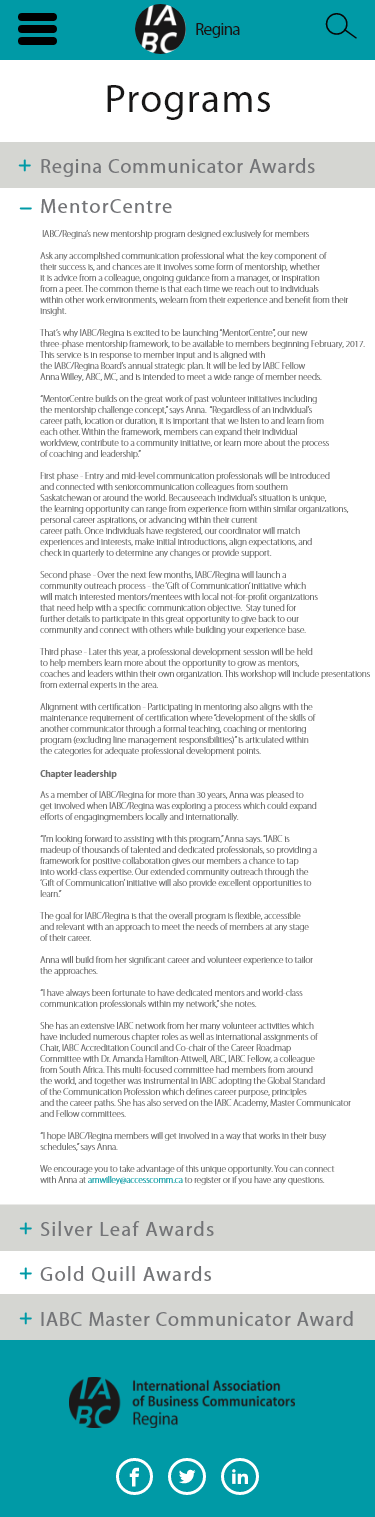 IABC Regina
Programs
+ Regina Communicator Awards
– MentorCentre
IABC/Regina's new mentorship program designed exclusively for members
Ask any accomplished communication professional what the key component of
their success is, and chances are it involves some form of mentorship, whether
it is advice from a colleague, ongoing guidance from a manager, or inspiration
from a peer. The common theme is that each time we reach out to individuals
within other work environments, welearn from their experience and benefit from their
insight.
That's why IABC/Regina is excited to be launching "MentorCentre", our new
three-phase mentorship framework, to be available to members beginning February, 2017.
This service is in response to member input and is aligned with
the IABC/Regina Board's annual strategic plan. It will be led by IABC Fellow
Anna Willey, ABC, MC, and is intended to meet a wide range of member needs.
"MentorCentre builds on the great work of past volunteer initiatives including
the mentorship challenge concept," says Anna.  "Regardless of an individual's
career path, location or duration, it is important that we listen to and learn from
each other. Within the framework, members can expand their individual
worldview, contribute to a community initiative, or learn more about the process
of coaching and leadership."
First phase - Entry and mid-level communication professionals will be introduced
and connected with seniorcommunication colleagues from southern
Saskatchewan or around the world. Becauseeach individual's situation is unique,
the learning opportunity can range from experience from within similar organizations,
personal career aspirations, or advancing within their current
career path. Once individuals have registered, our coordinator will match
experiences and interests, make initial introductions, align expectations, and
check in quarterly to determine any changes or provide support.
Second phase - Over the next few months, IABC/Regina will launch a
community outreach process - the 'Gift of Communication' initiative which
will match interested mentors/mentees with local not-for-profit organizations
that need help with a specific communication objective.  Stay tuned for
further details to participate in this great opportunity to give back to our
community and connect with others while building your experience base.
Third phase - Later this year, a professional development session will be held
to help members learn more about the opportunity to grow as mentors,
coaches and leaders within their own organization. This workshop will include presentations
from external experts in the area.
Alignment with certification - Participating in mentoring also aligns with the
maintenance requirement of certification where "development of the skills of
another communicator through a formal teaching, coaching or mentoring
program (excluding line management responsibilities)" is articulated within
the categories for adequate professional development points.
Chapter leadership
As a member of IABC/Regina for more than 30 years, Anna was pleased to
get involved when IABC/Regina was exploring a process which could expand
efforts of engagingmembers locally and internationally.
"I'm looking forward to assisting with this program," Anna says. "IABC is
madeup of thousands of talented and dedicated professionals, so providing a
framework for positive collaboration gives our members a chance to tap
into world-class expertise. Our extended community outreach through the
'Gift of Communication' initiative will also provide excellent opportunities to
learn."
The goal for IABC/Regina is that the overall program is flexible, accessible
and relevant with an approach to meet the needs of members at any stage
of their career.
Anna will build from her significant career and volunteer experience to tailor
the approaches.
"I have always been fortunate to have dedicated mentors and world-class
communication professionals within my network," she notes.
She has an extensive IABC network from her many volunteer activities which
have included numerous chapter roles as well as international assignments of
Chair, IABC Accreditation Council and Co-chair of the Career Roadmap
Committee with Dr. Amanda Hamilton-Attwell, ABC, IABC Fellow, a colleague
from South Africa. This multi-focused committee had members from around
the world, and together was instrumental in IABC adopting the Global Standard
of the Communication Profession which defines career purpose, principles
and the career paths. She has also served on the IABC Academy, Master Communicator
and Fellow committees.
"I hope IABC/Regina members will get involved in a way that works in their busy
schedules," says Anna.
We encourage you to take advantage of this unique opportunity. You can connect
with Anna at amwilley@accesscomm.ca to register or if you have any questions.
+ Silver Leaf Awards
+ Gold Quill Awards
+ IABC Master Communicator Award
IABC
International Association
of Business Communicators
Regina
f in